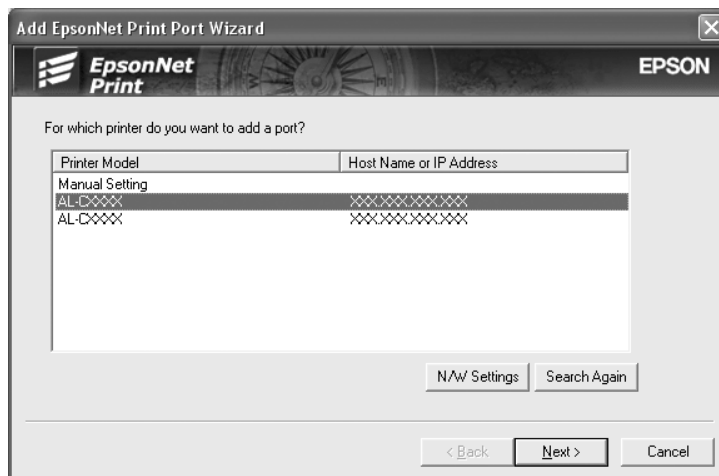 Add EpsonNet Print Port Wizard
EpsonNet
Print
EPSON
For which printer do you want to add a port?
Printer Model Host Name or IP Address
Manual Setting
AL-CXXXX XXX.XXX.XXX.XXX
AL-CXXXX XXX.XXX.XXX.XXX
N/W Settings Search Again
< Back Next > Cancel